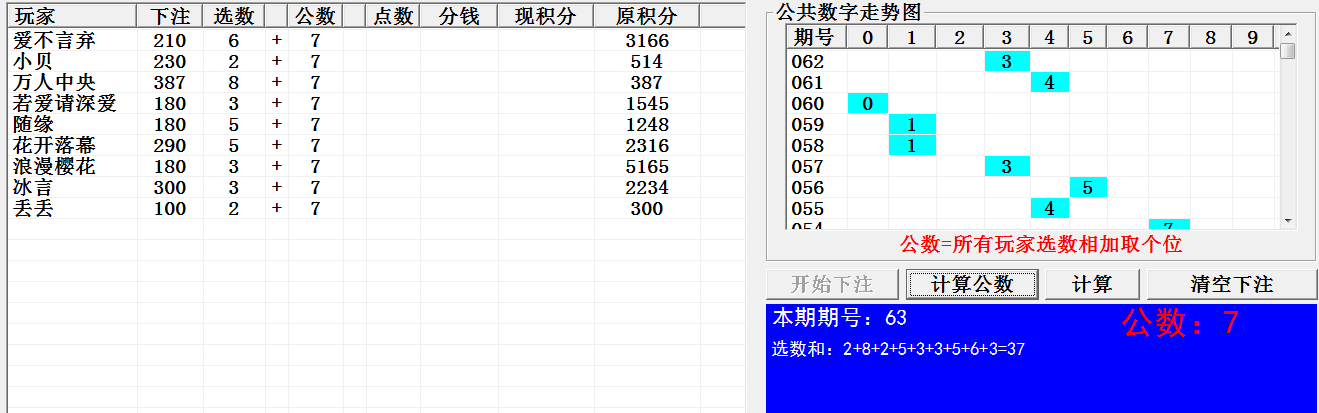 玩家 下注 选数 公数 点数 分钱 现积分 原积分
爱不言弃 210 6 + 7 3166
小贝 230 2 + 7 514
万人中央 387 8 + 7 387
若爱请深爱 180 3 + 7 1545
随缘 180 5 + 7 1248
花开落幕 290 5 + 7 2316
浪漫樱花 180 3 + 7 5165
冰言 300 3 + 7 2234
丢丢 100 2 + 7 300
公共数字走势图
期号 0 1 2 3 4 5 6 7 8 9
062 3
061 4
060 0
059 1
058 1
057 3
056 5
055 4
054 7
公数=所有玩家选数相加取个位
开始下注 计算公数 计算 清空下注
本期期号：63 公数：7
选数和：2+8+2+5+3+3+5+6+3=37